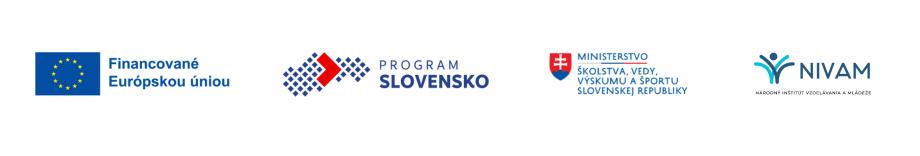 Financované
Európskou úniou
PROGRAM
SLOVENSKO
MINISTERSTVO
ŠKOLSTVA, VEDY,
VÝSKUMU A ŠPORTU
SLOVENSKEJ REPUBLIKY
NIVAM
NÁRODNÝ INŠTITÚT VZDELÁVANIA A MLÁDEŽE